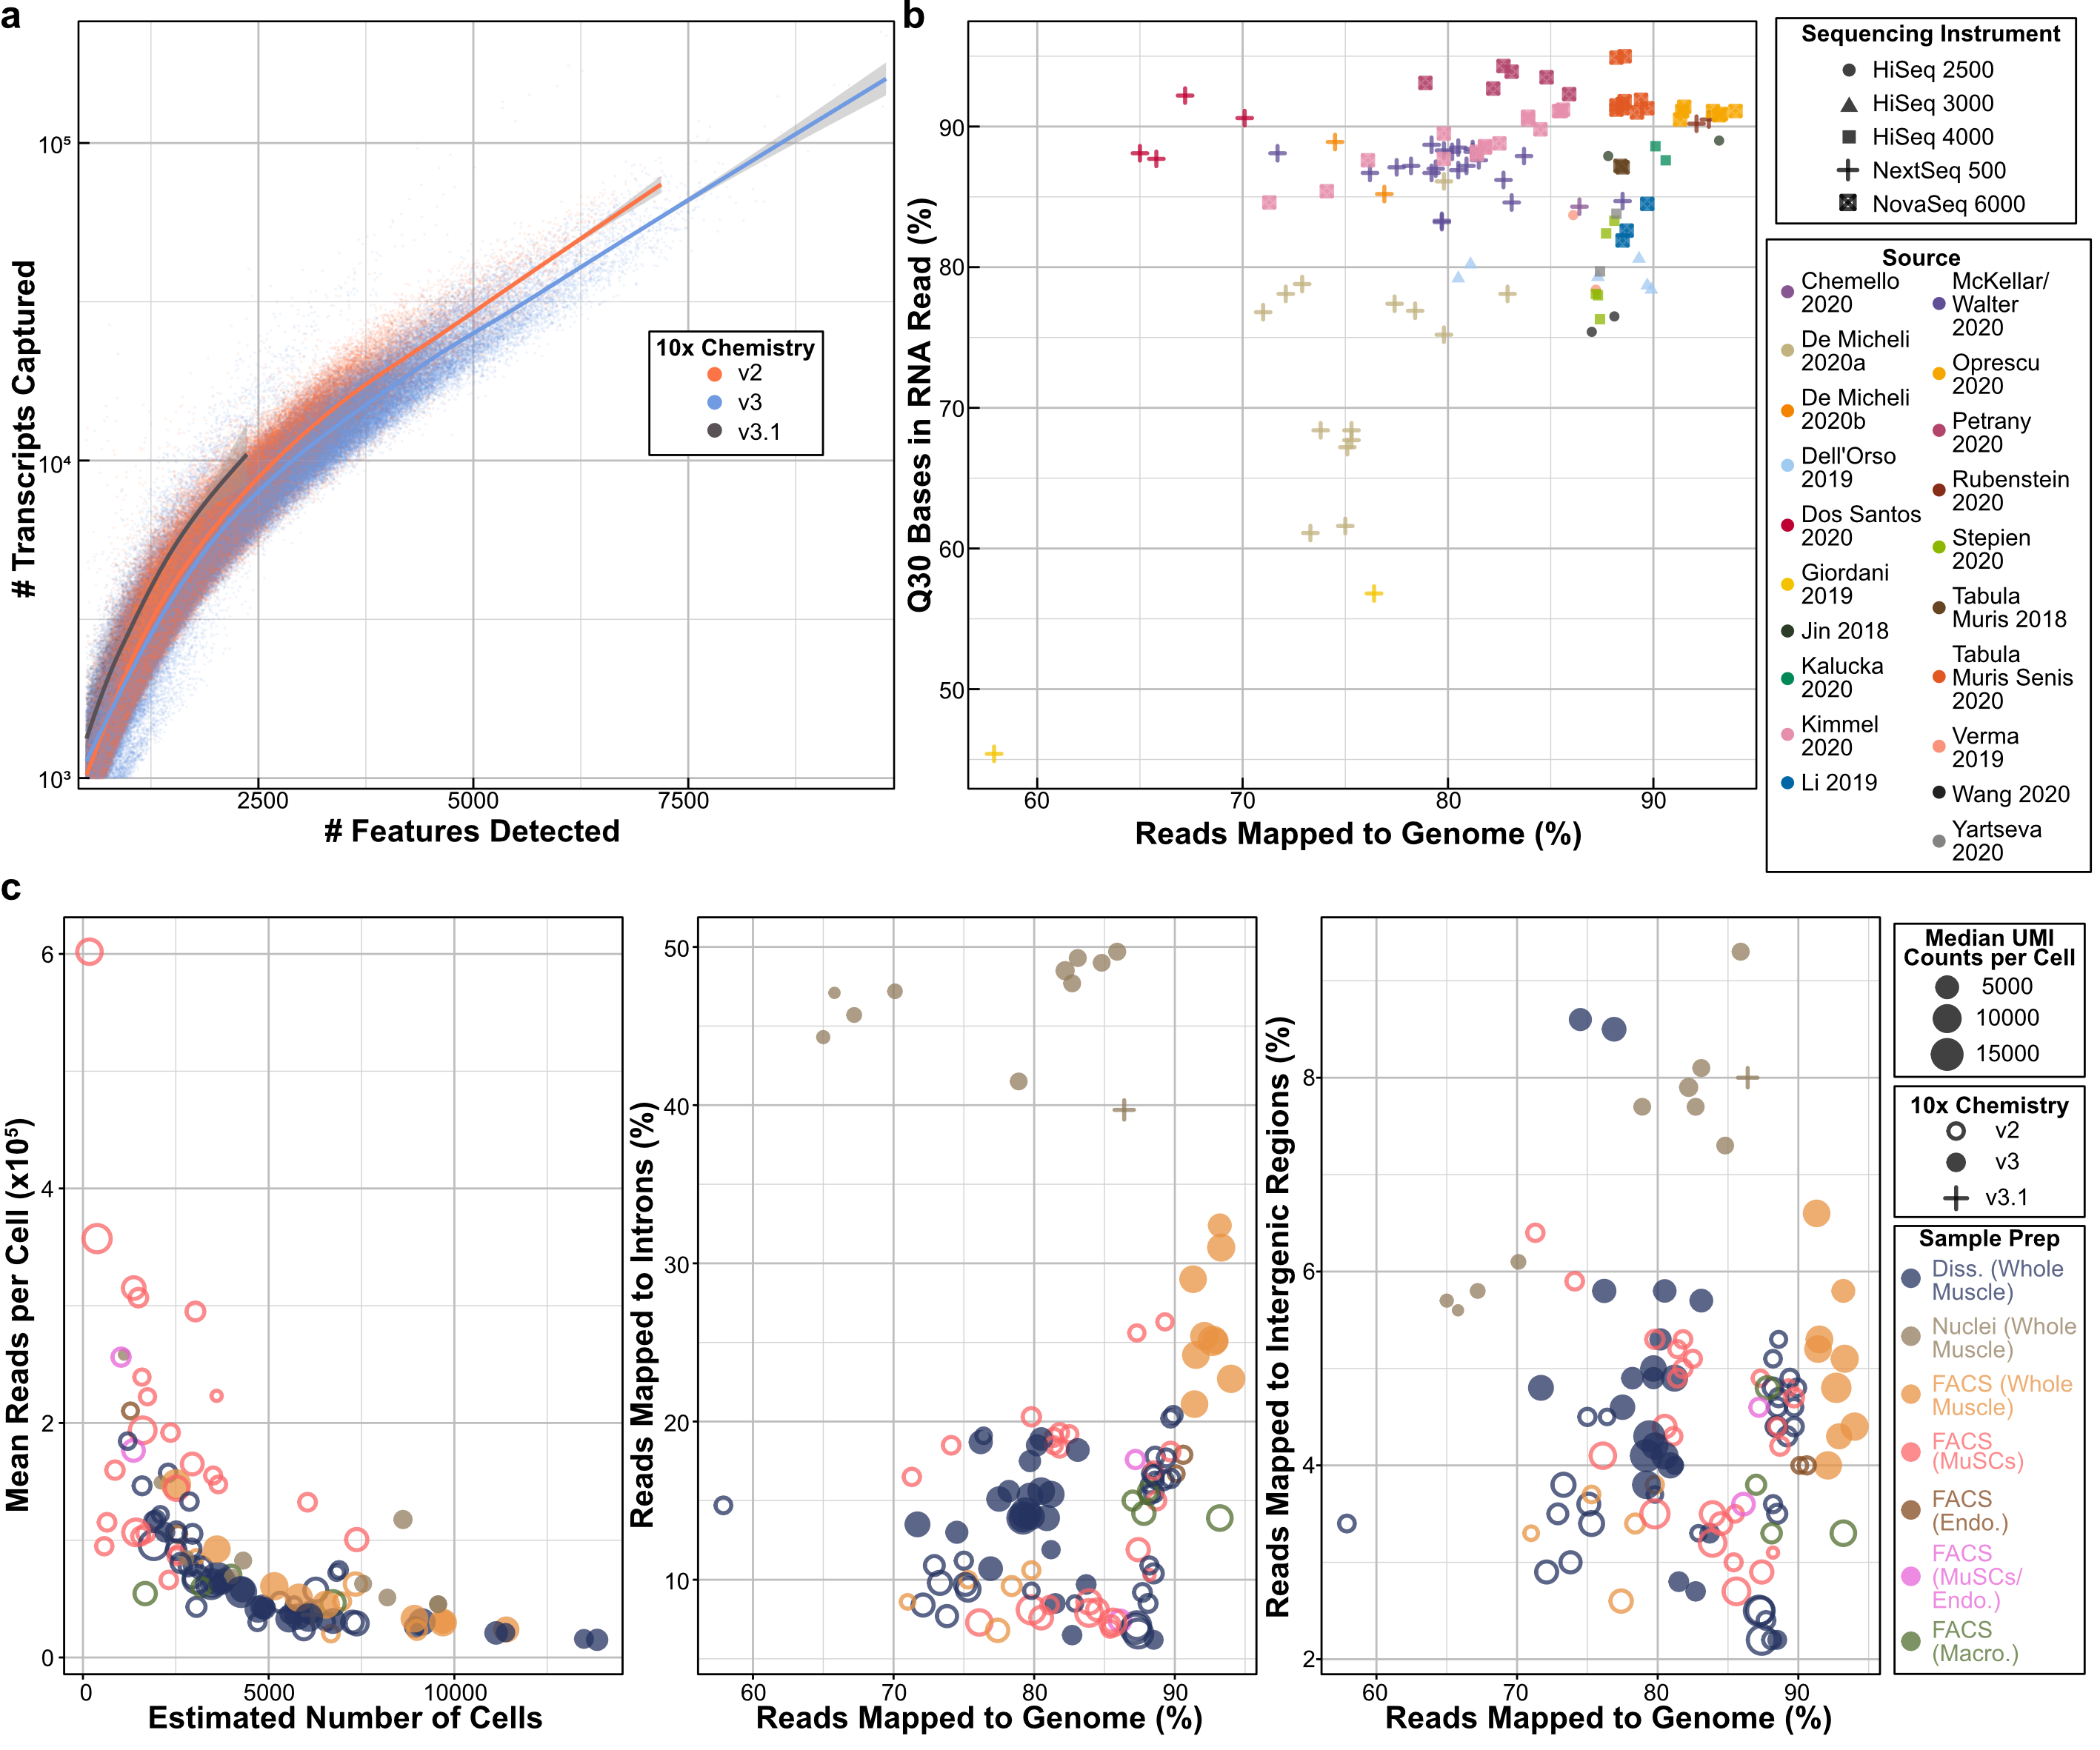 a
# Transcripts Captured
10⁵
10⁴
10³
2500
5000
7500
# Features Detected
10x Chemistry
v2
v3
v3.1
b
Q30 Bases in RNA Read (%)
90
80
70
60
50
60
70
80
90
Reads Mapped to Genome (%)
Sequencing Instrument
HiSeq 2500
HiSeq 3000
HiSeq 4000
NextSeq 500
NovaSeq 6000
Source
Chemello
2020
De Micheli
2020a
De Micheli
2020b
Dell'Orso
2019
Dos Santos
2020
Giordani
2019
Jin 2018
Kalucka
2020
Kimmel
2020
Li 2019
McKellar/
Walter
2020
Oprescu
2020
Petrany
2020
Rubenstein
2020
Stepien
2020
Tabula
Muris 2018
Tabula
Muris Senis
2020
Verma
2019
Wang 2020
Yartseva
2020
c
Mean Reads per Cell (x10⁵)
6
4
2
0
0
5000
10000
Estimated Number of Cells
Reads Mapped to Introns (%)
50
40
30
20
10
60
70
80
90
Reads Mapped to Genome (%)
Reads Mapped to Intergenic Regions (%)
8
6
4
2
60
70
80
90
Reads Mapped to Genome (%)
Median UMI
Counts per Cell
5000
10000
15000
10x Chemistry
v2
v3
v3.1
Sample Prep
Diss. (Whole
Muscle)
Nuclei (Whole
Muscle)
FACS (Whole
Muscle)
FACS
(MuSCs)
FACS
(Endo.)
FACS
(MuSCs/
Endo.)
FACS
(Macro.)